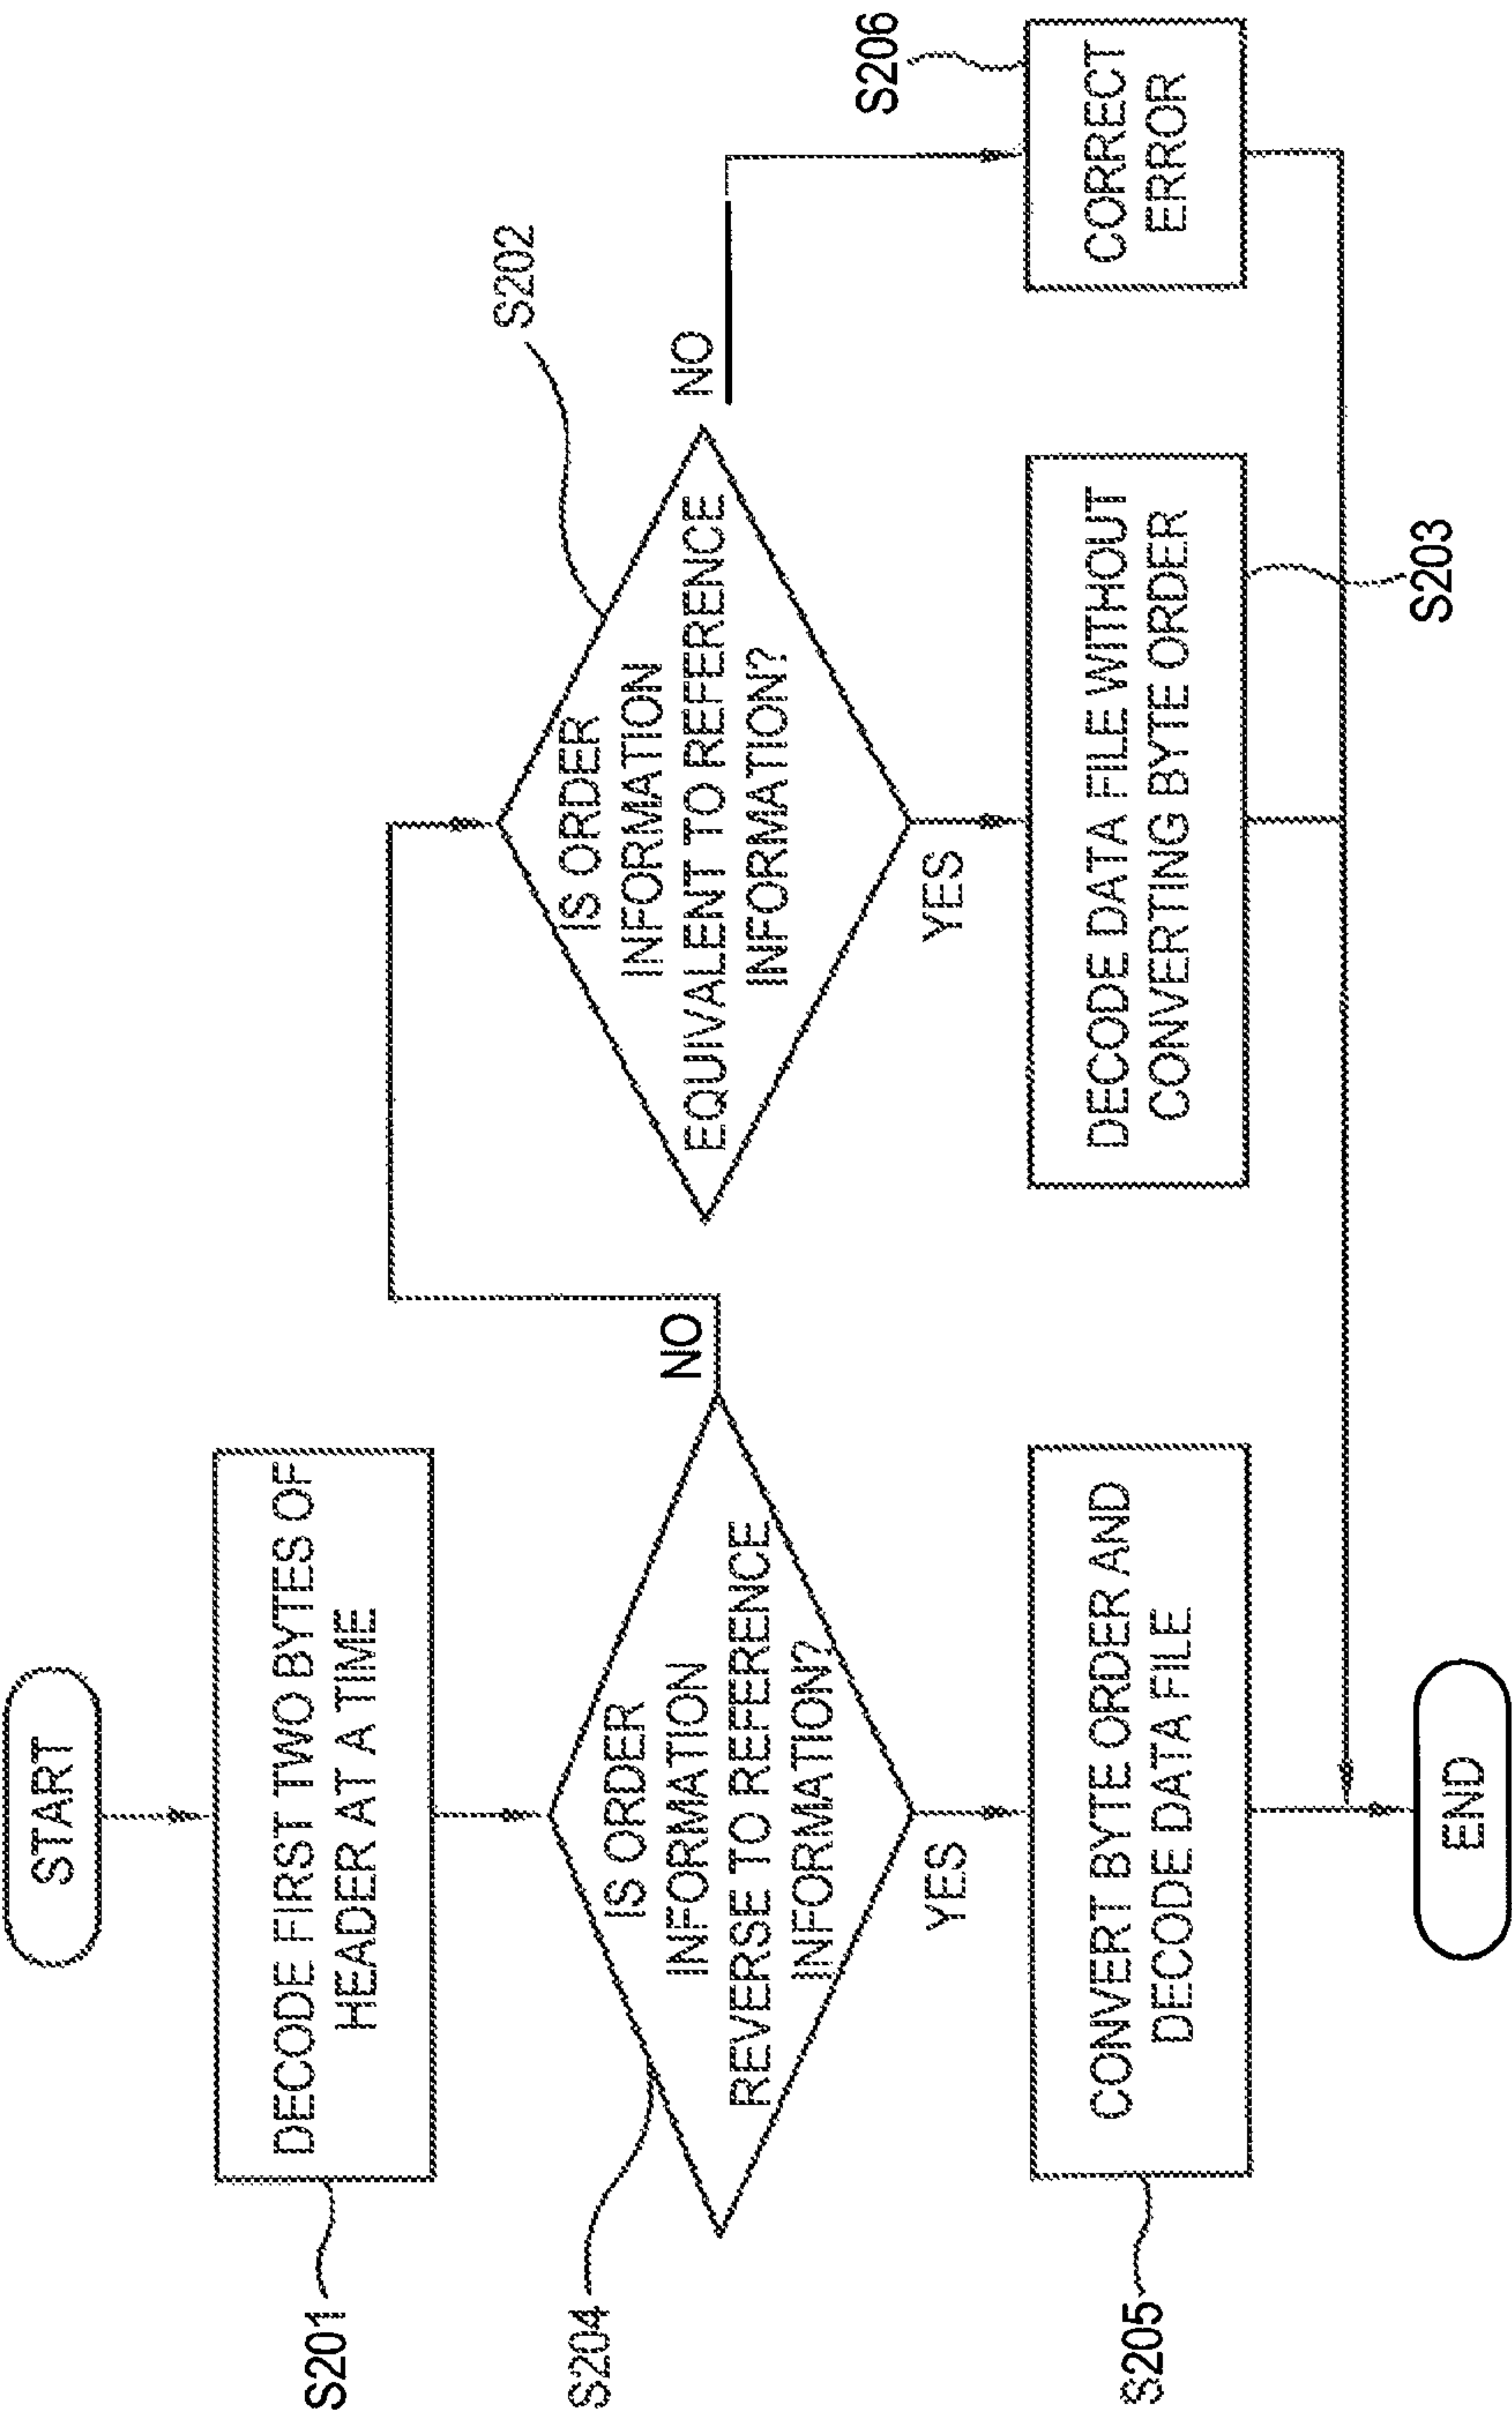 START
S201
DECODE FIRST TWO BYTES OF
HEADER AT A TIME
S204
IS ORDER
INFORMATION
REVERSE TO REFERENCE
INFORMATION?
NO
YES
S205
CONVERT BYTE ORDER AND
DECODE DATA FILE
END
S202
IS ORDER
INFORMATION
EQUIVALENT TO REFERENCE
INFORMATION?
NO
YES
DECODE DATA FILE WITHOUT
CONVERTING BYTE ORDER
S203
S206
CORRECT
ERROR